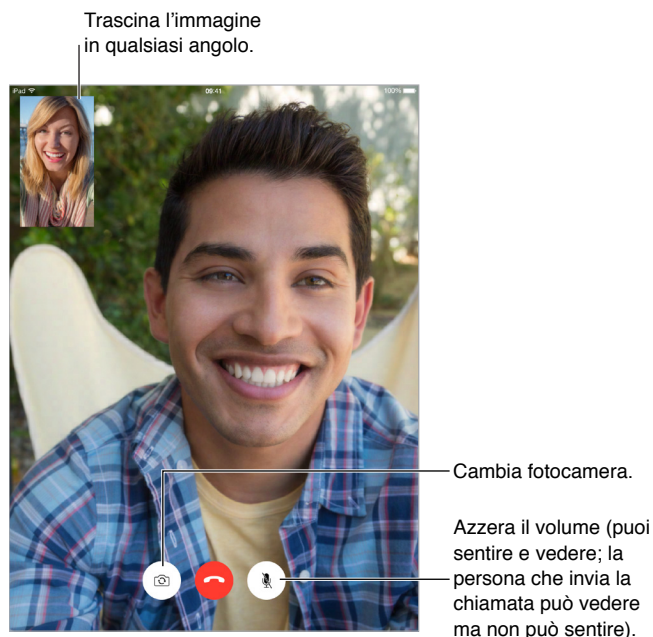 Trascina l'immagine
in qualsiasi angolo.
iPad 09:41 100%
Cambia fotocamera.
Azzera il volume (puoi
sentire e vedere; la
persona che invia la
chiamata può vedere
ma non può sentire).